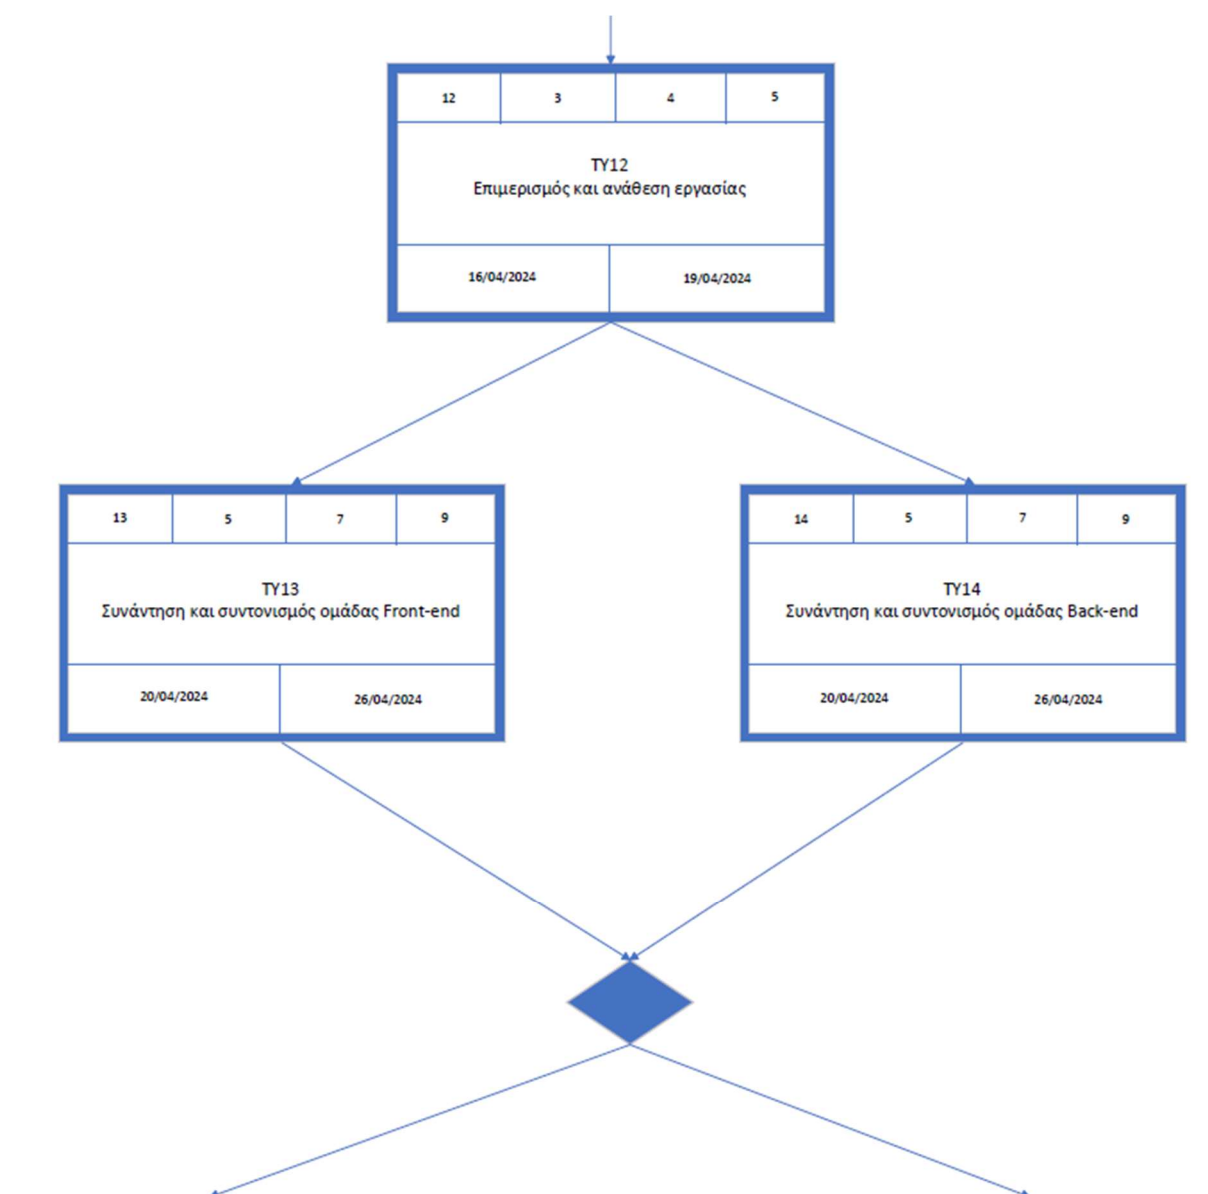 12 3 4 5
ΤΥ12
Επιμερισμός και ανάθεση εργασίας
16/04/2024 19/04/2024
13 5 7 9
ΤΥ13
Συνάντηση και συντονισμός ομάδας Front-end
20/04/2024 26/04/2024
14 5 7 9
ΤΥ14
Συνάντηση και συντονισμός ομάδας Back-end
20/04/2024 26/04/2024